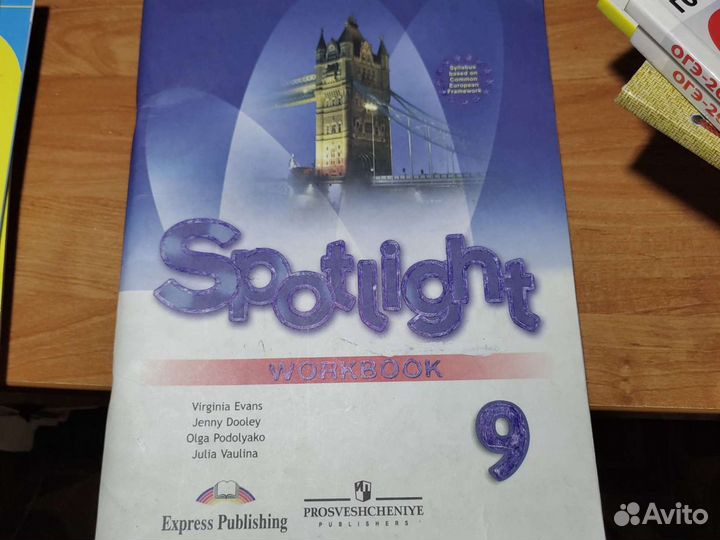 Syllabus
based on
Common
European
Framework
Spotlight
WORKBOOK
9
Virginia Evans
Jenny Dooley
Olga Podolyako
Julia Vaulina
Express Publishing
PROSVESHCHENIYE
PUBLISHERS
Avito